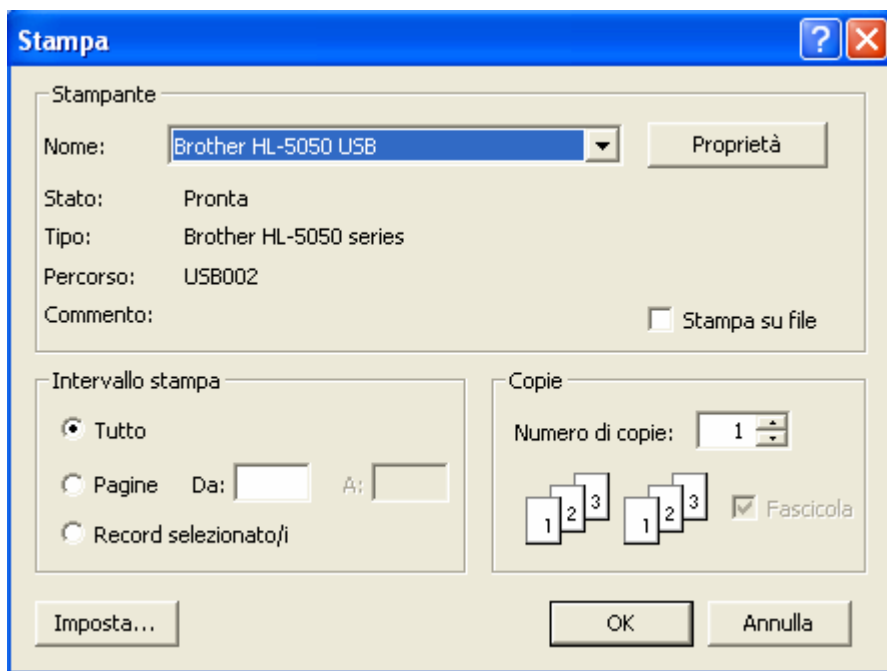 Stampa
Stampante
Nome: Brother HL-5050 USB Proprietà
Stato: Pronta
Tipo: Brother HL-5050 series
Percorso: USB002
Commento: Stampa su file
Intervallo stampa Copie
Tutto Numero di copie: 1
Pagine Da: A: 1 2 3 1 2 3 Fascicola
Record selezionato/i
Imposta... OK Annulla